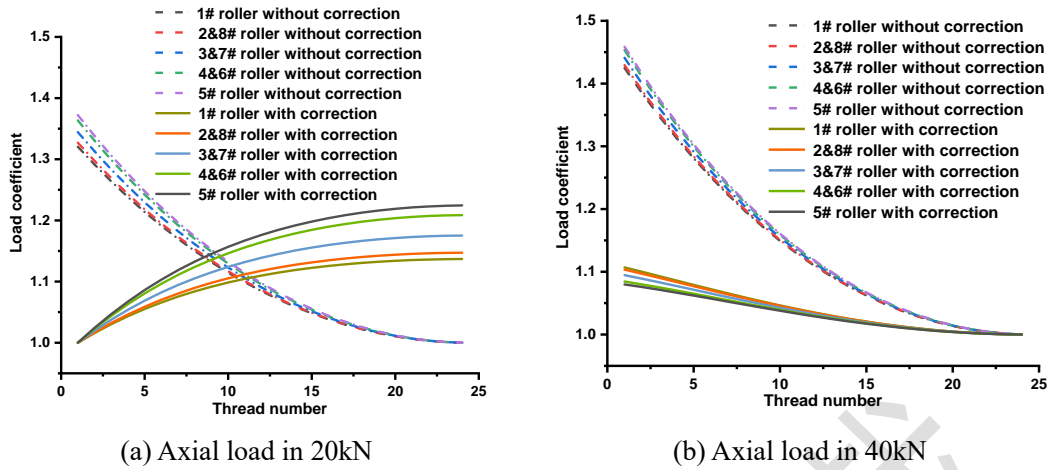 1# roller without correction
2&8# roller without correction
3&7# roller without correction
4&6# roller without correction
5# roller without correction
1# roller with correction
2&8# roller with correction
3&7# roller with correction
4&6# roller with correction
5# roller with correction
Load coefficient
1.5
1.4
1.3
1.2
1.1
1.0
0 5 10 15 20 25
Thread number
(a) Axial load in 20kN
1# roller without correction
2&8# roller without correction
3&7# roller without correction
4&6# roller without correction
5# roller without correction
1# roller with correction
2&8# roller with correction
3&7# roller with correction
4&6# roller with correction
5# roller with correction
Load coefficient
1.5
1.4
1.3
1.2
1.1
1.0
0 5 10 15 20 25
Thread number
(b) Axial load in 40kN